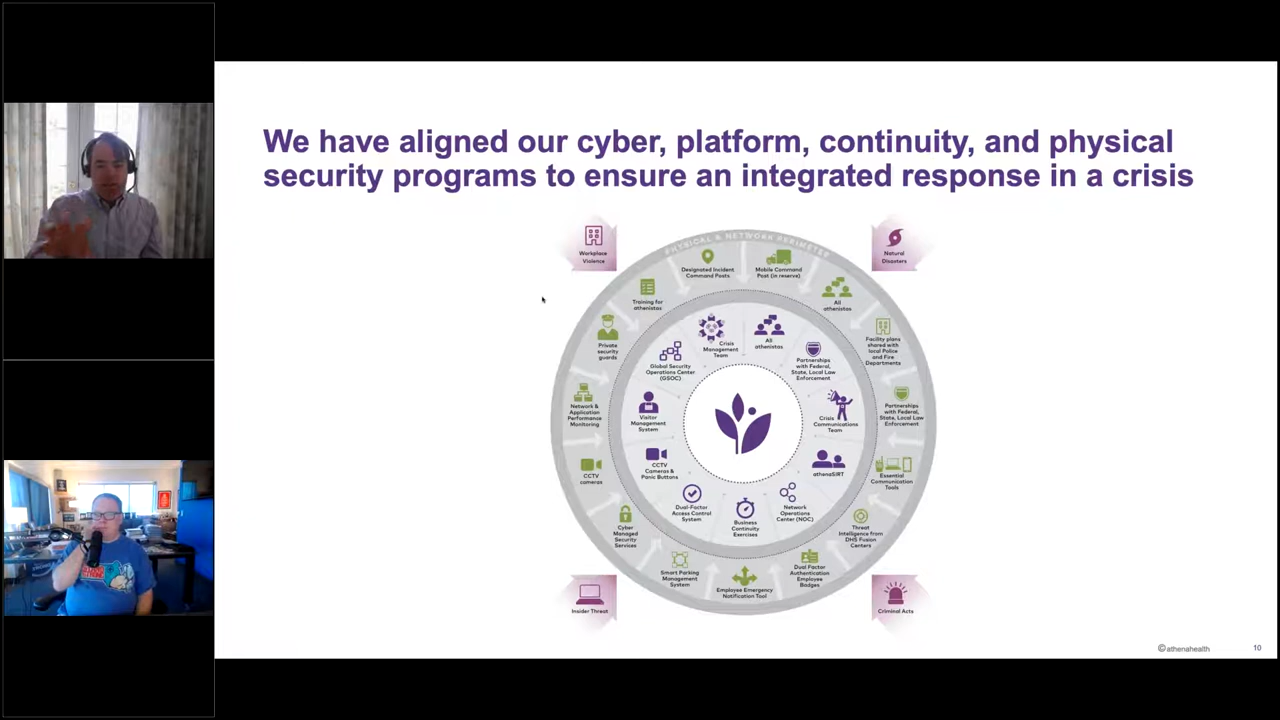 We have aligned our cyber, platform, continuity, and physical
security programs to ensure an integrated response in a crisis
Workplace
Violence
Natural
Disasters
PHYSICAL & NETWORK PERIMETER
Designated Incident
Command Posts
Mobile Command
Post (in reserve)
Training for
athenistas
All
athenistas
Private
security
guards
Facility plans
shared with
local Police
and Fire
Departments
Network &
Application
Performance
Monitoring
Partnerships
with Federal,
State, Local Law
Enforcement
CCTV
cameras
Essential
Communication
Tools
Cyber
Managed
Security
Services
Threat
Intelligence from
DHS Fusion
Centers
Smart Parking
Management
System
Employee Emergency
Notification Tool
Dual Factor
Authentication
Employee
Badges
Crisis
Management
Team
All
athenistas
Global Security
Operations Center
(GSOC)
Partnerships
with Federal,
State, Local Law
Enforcement
Visitor
Management
System
Crisis
Communications
Team
CCTV
Cameras &
Panic Buttons
athenaSIRT
Dual-Factor
Access Control
System
Business
Continuity
Exercises
Network
Operations
Center (NOC)
Insider Threat
Criminal Acts
©athenahealth
10